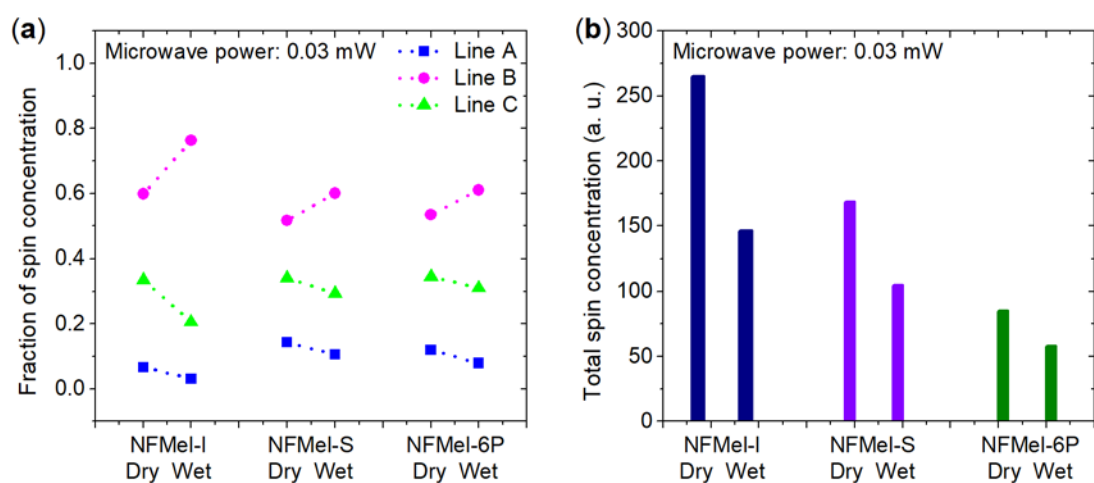 (a)
Microwave power: 0.03 mW
Line A
Line B
Line C
Fraction of spin concentration
1.0
0.8
0.6
0.4
0.2
0.0
NFMel-I NFMel-S NFMel-6P
Dry Wet Dry Wet Dry Wet
(b)
Microwave power: 0.03 mW
Total spin concentration (a. u.)
300
250
200
150
100
50
0
NFMel-I NFMel-S NFMel-6P
Dry Wet Dry Wet Dry Wet